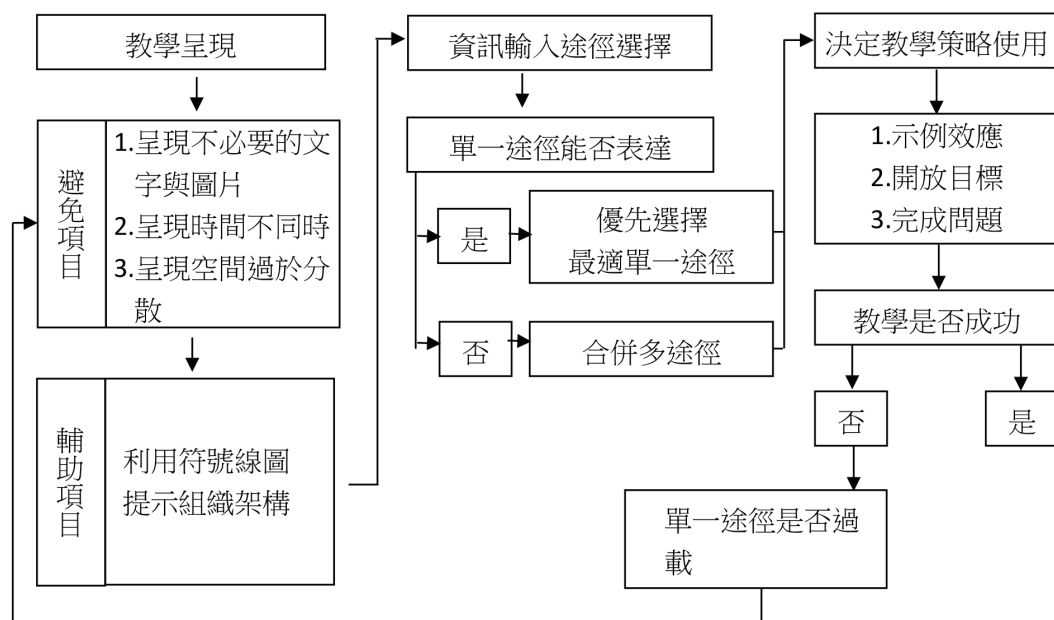 教學呈現
避免項目
1.呈現不必要的文
字與圖片
2.呈現時間不同時
3.呈現空間過於分
散
輔助項目
利用符號線圖
提示組織架構
資訊輸入途徑選擇
單一途徑能否表達
是
優先選擇
最適單一途徑
否
合併多途徑
決定教學策略使用
1.示例效應
2.開放目標
3.完成問題
教學是否成功
否
是
單一途徑是否過
載